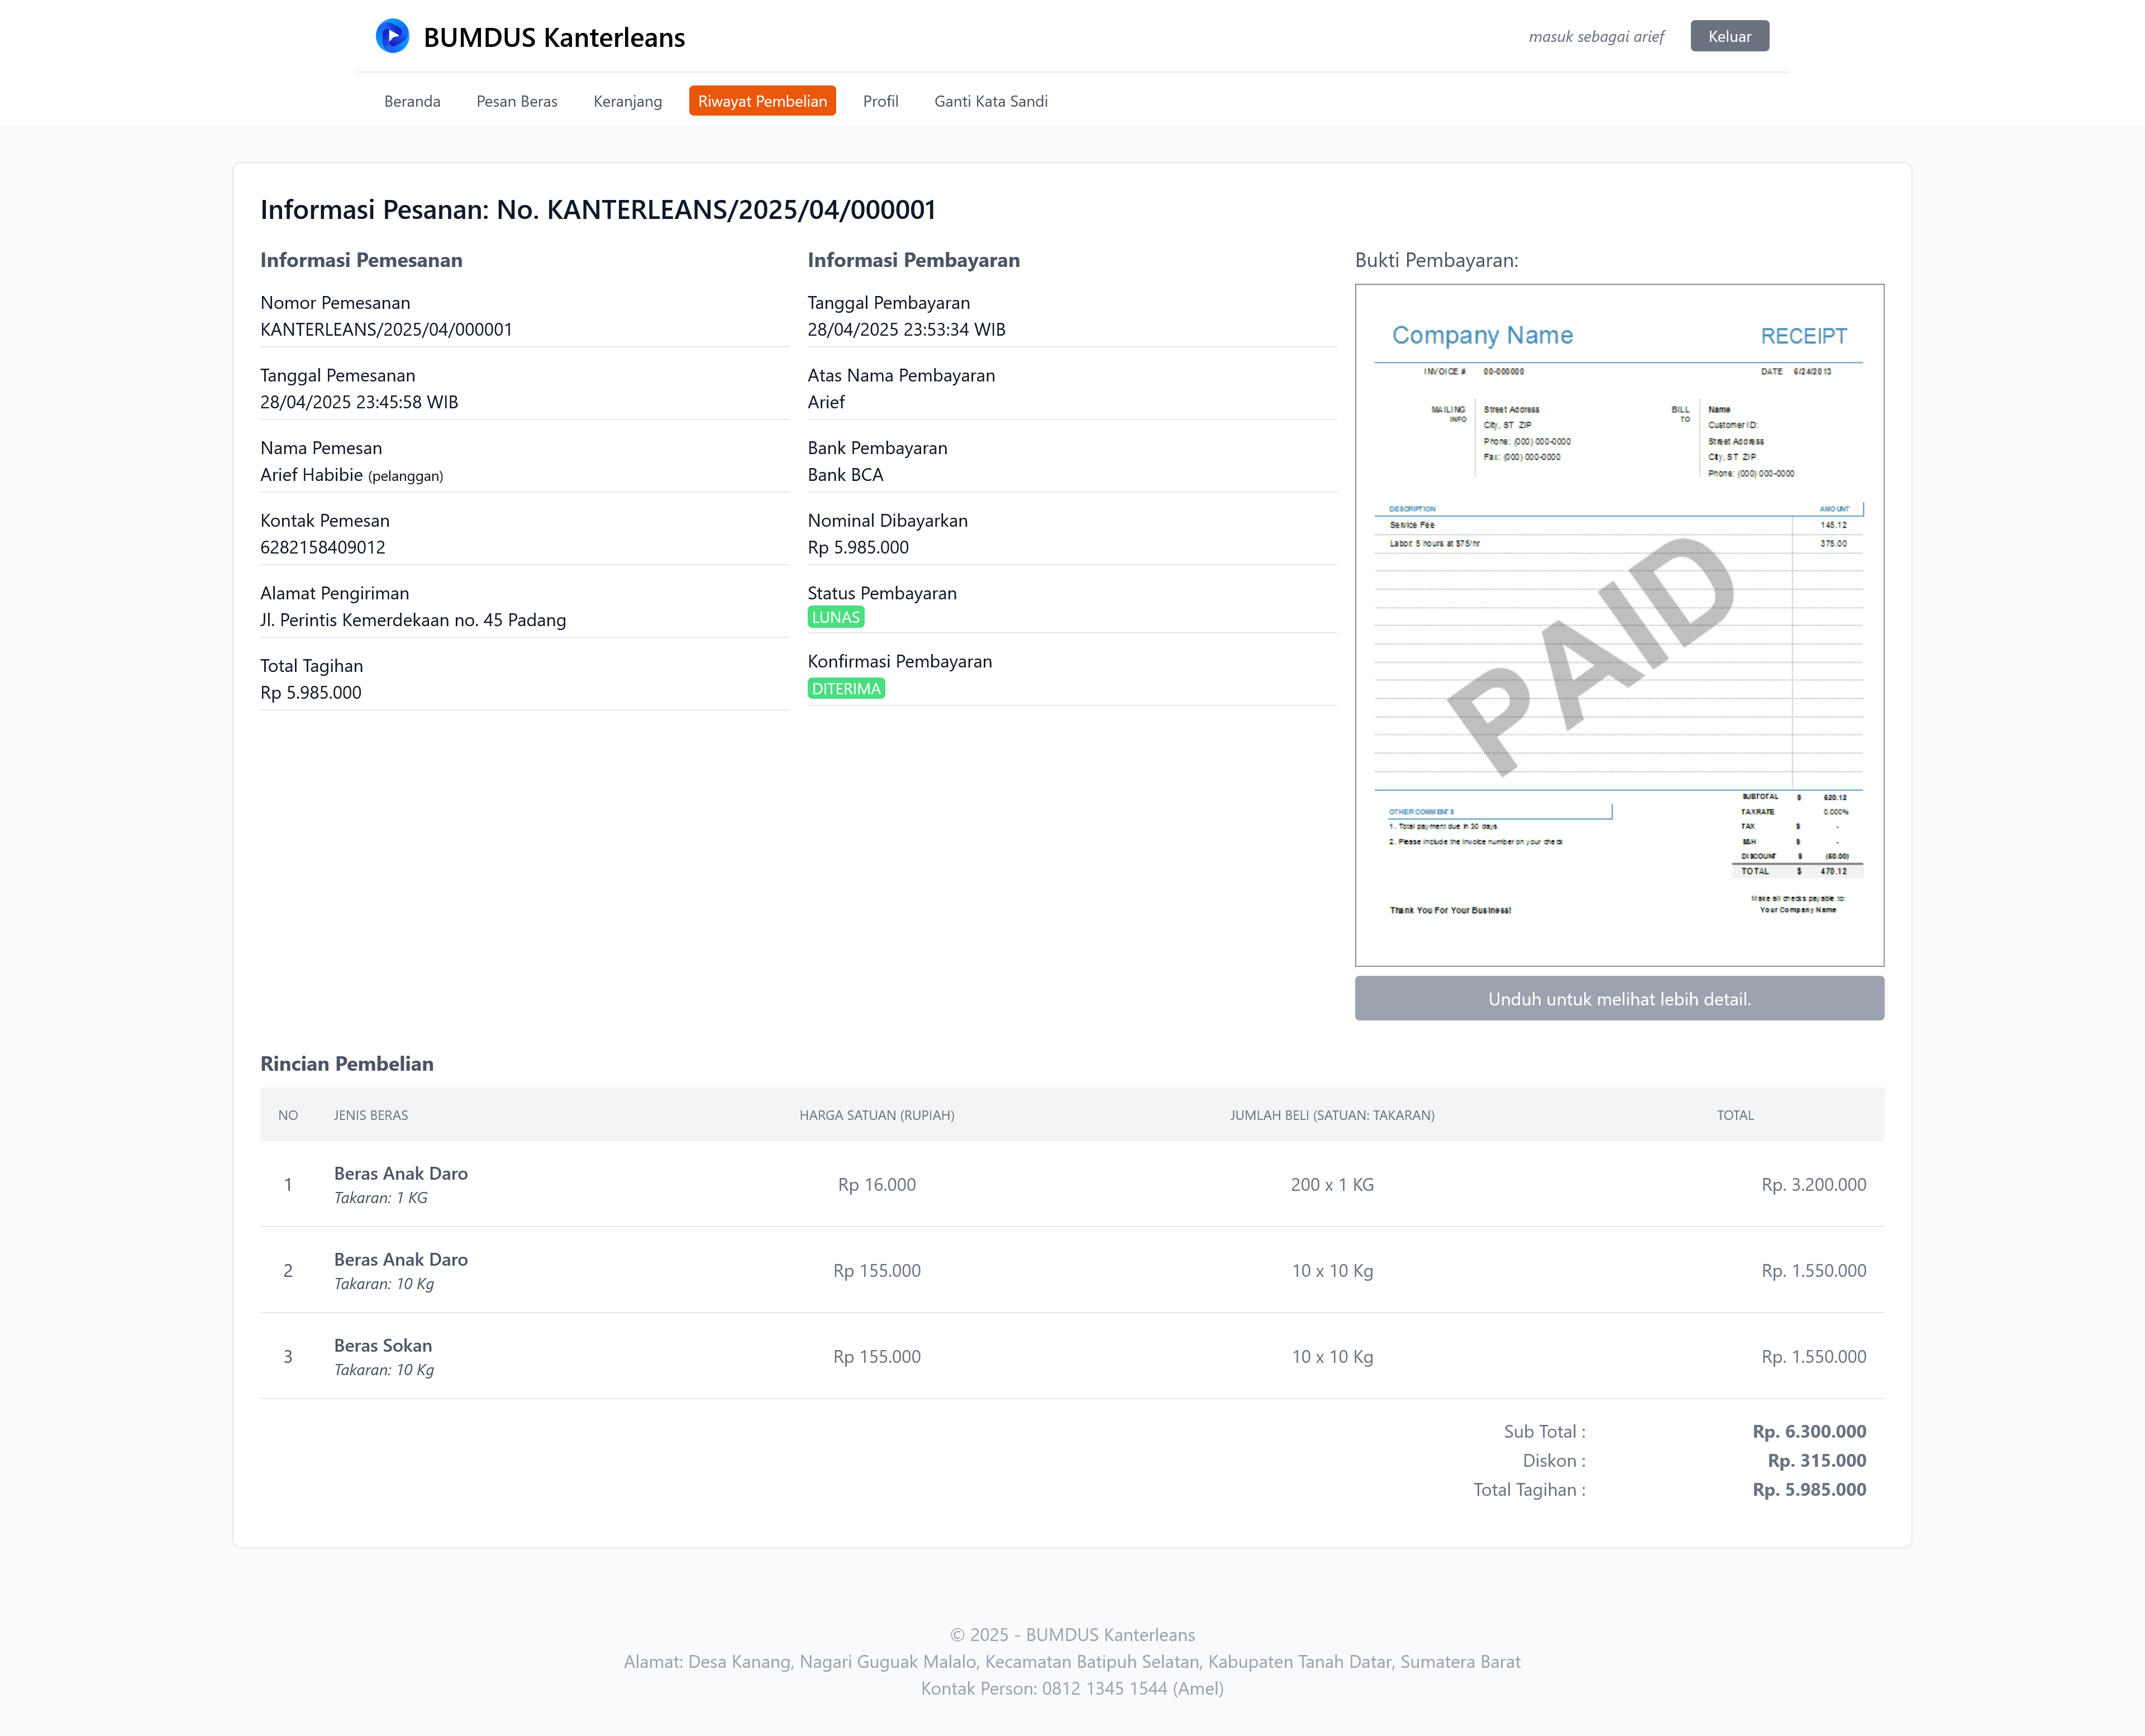 BUMDUS Kanterleans
masuk sebagai arief
Keluar
Beranda
Pesan Beras
Keranjang
Riwayat Pembelian
Profil
Ganti Kata Sandi
Informasi Pesanan: No. KANTERLEANS/2025/04/000001
Informasi Pemesanan
Nomor Pemesanan
KANTERLEANS/2025/04/000001
Tanggal Pemesanan
28/04/2025 23:45:58 WIB
Nama Pemesan
Arief Habibie (pelanggan)
Kontak Pemesan
6282158409012
Alamat Pengiriman
Jl. Perintis Kemerdekaan no. 45 Padang
Total Tagihan
Rp 5.985.000
Informasi Pembayaran
Tanggal Pembayaran
28/04/2025 23:53:34 WIB
Atas Nama Pembayaran
Arief
Bank Pembayaran
Bank BCA
Nominal Dibayarkan
Rp 5.985.000
Status Pembayaran
LUNAS
Konfirmasi Pembayaran
DITERIMA
Bukti Pembayaran:
Company Name RECEIPT
INVOICE # 00-000000 DATE 6/24/2013
MAILING INFO
Street Address
City, ST ZIP
Phone: (000) 000-0000
Fax: (000) 000-0000
BILL TO
Name
Customer ID:
Street Address
City, ST ZIP
Phone: (000) 000-0000
DESCRIPTION AMOUNT
Service Fee 145.12
Labor: 5 hours at $75/hr 375.00
PAID
SUBTOTAL $ 520.12
TAXRATE 0.000%
TAX $ -
S&H $ -
DISCOUNT $ (50.00)
TOTAL $ 470.12
OTHER COMMENTS
1. Total payment due in 30 days
2. Please include the invoice number on your check
Make all checks payable to:
Your Company Name
Thank You For Your Business!
Unduh untuk melihat lebih detail.
Rincian Pembelian
NO JENIS BERAS HARGA SATUAN (RUPIAH) JUMLAH BELI (SATUAN: TAKARAN) TOTAL
1 Beras Anak Daro Rp 16.000 200 x 1 KG Rp. 3.200.000
Takaran: 1 KG
2 Beras Anak Daro Rp 155.000 10 x 10 Kg Rp. 1.550.000
Takaran: 10 Kg
3 Beras Sokan Rp 155.000 10 x 10 Kg Rp. 1.550.000
Takaran: 10 Kg
Sub Total : Rp. 6.300.000
Diskon : Rp. 315.000
Total Tagihan : Rp. 5.985.000
© 2025 - BUMDUS Kanterleans
Alamat: Desa Kanang, Nagari Guguak Malalo, Kecamatan Batipuh Selatan, Kabupaten Tanah Datar, Sumatera Barat
Kontak Person: 0812 1345 1544 (Amel)